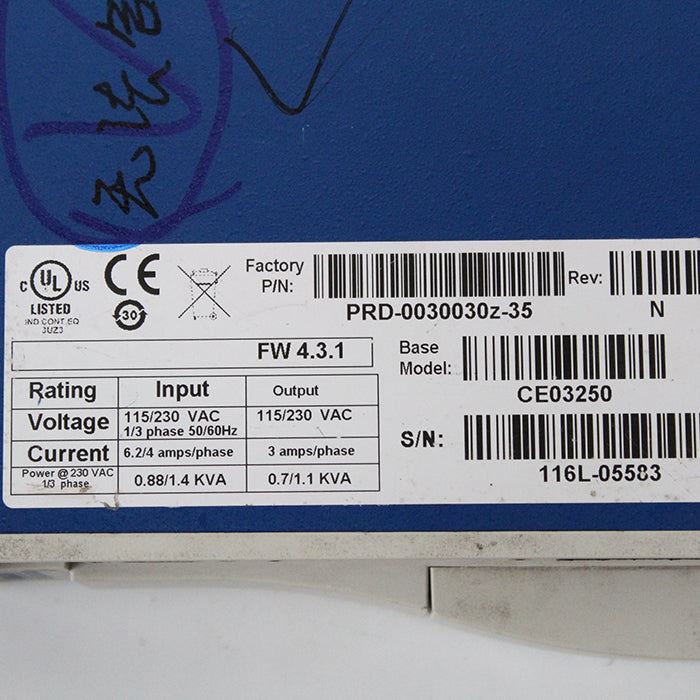 C UL US
LISTED
IND.CONT.EQ
3UZ3
CE
30
Factory
P/N:
PRD-0030030z-35
Rev:
N
FW 4.3.1
Base
Model:
CE03250
S/N:
116L-05583
Rating Input Output
Voltage 115/230 VAC 115/230 VAC
1/3 phase 50/60Hz
Current 6.2/4 amps/phase 3 amps/phase
Power @ 230 VAC
1/3 phase 0.88/1.4 KVA 0.7/1.1 KVA